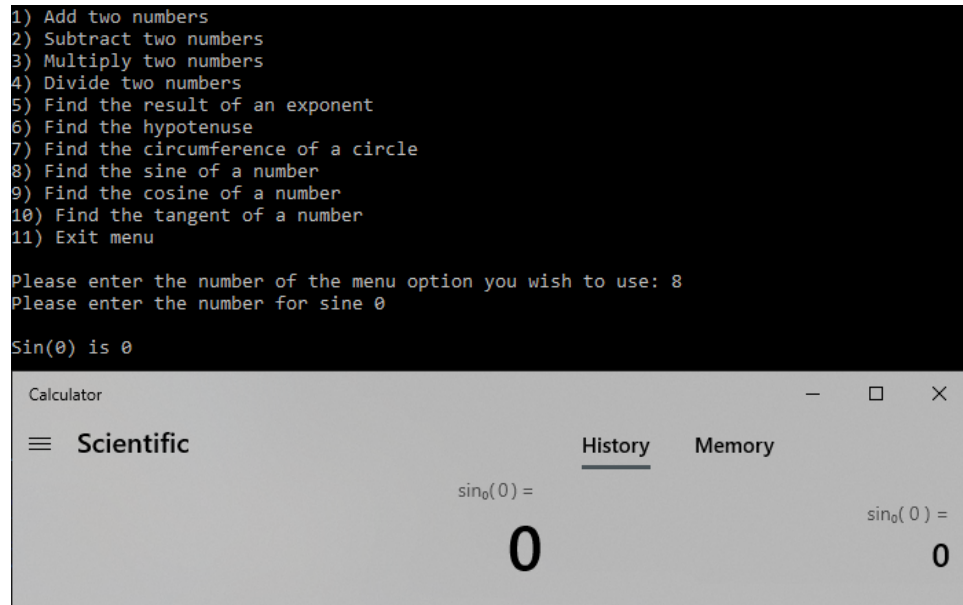 1) Add two numbers
2) Subtract two numbers
3) Multiply two numbers
4) Divide two numbers
5) Find the result of an exponent
6) Find the hypotenuse
7) Find the circumference of a circle
8) Find the sine of a number
9) Find the cosine of a number
10) Find the tangent of a number
11) Exit menu
Please enter the number of the menu option you wish to use: 8
Please enter the number for sine 0
Sin(0) is 0
Calculator
Scientific
History Memory
sin₀( 0 ) =
0
sin₀( 0 ) =
0